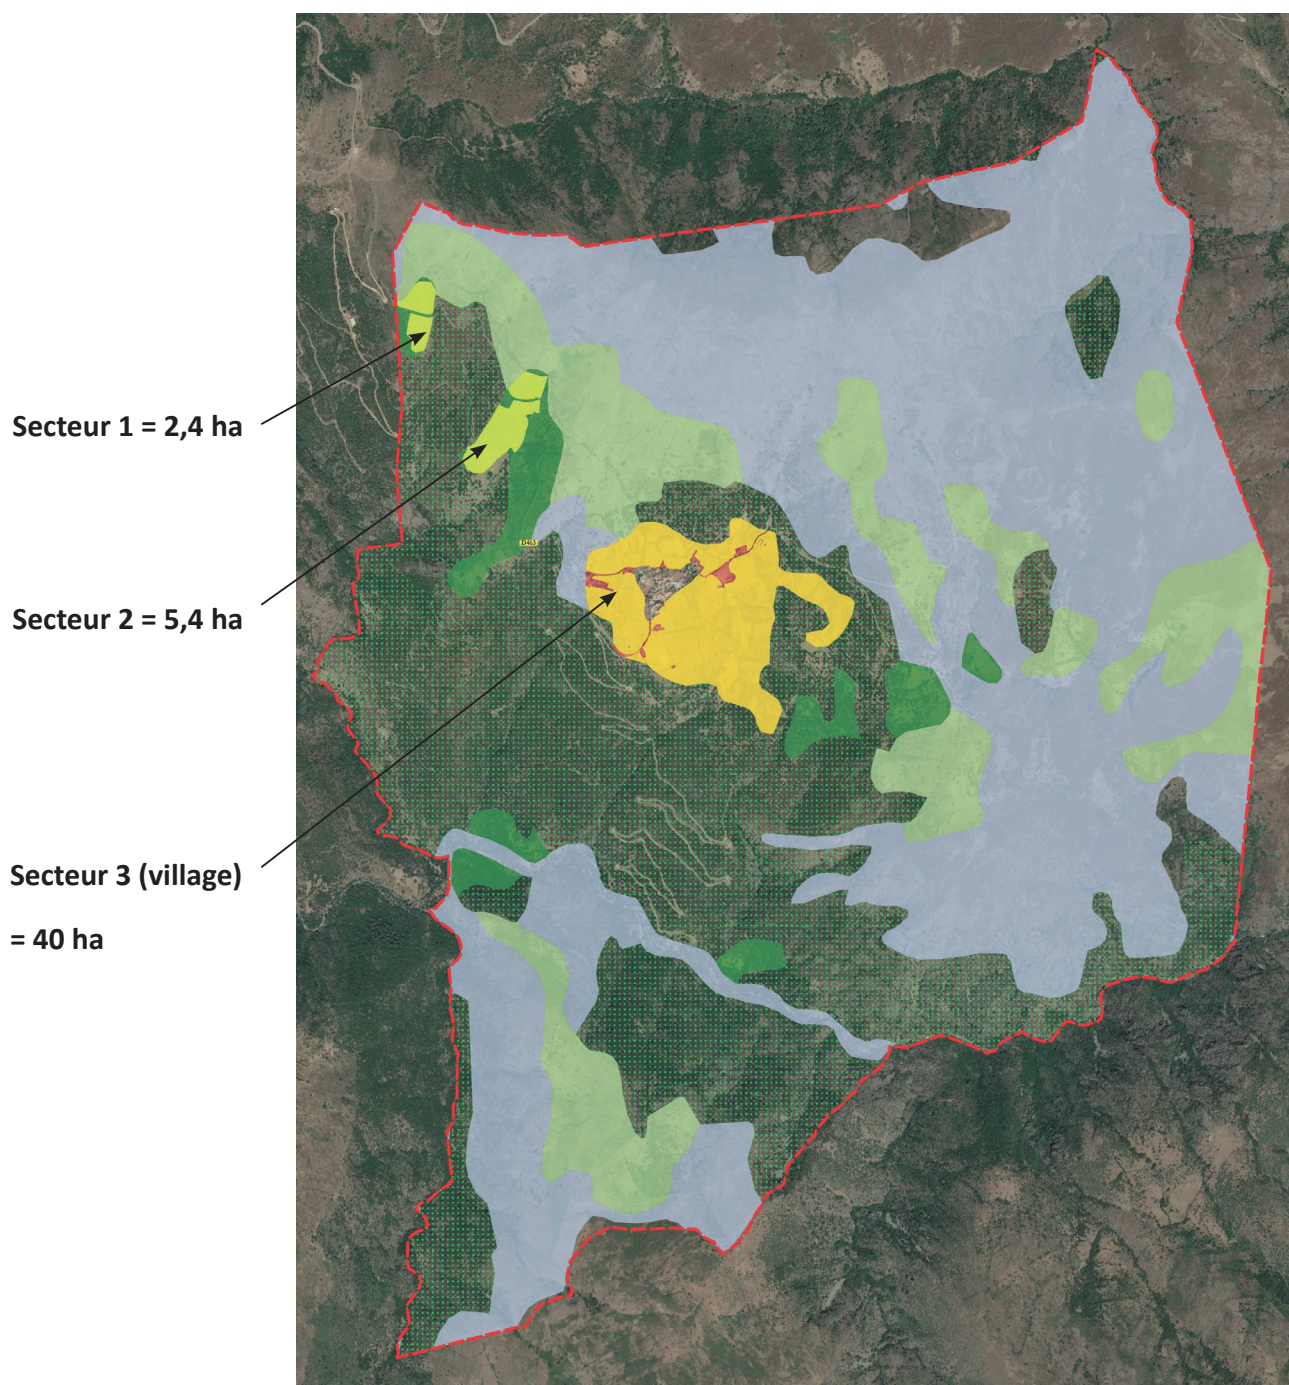 Secteur 1 = 2,4 ha
D463
Secteur 2 = 5,4 ha
Secteur 3 (village)
= 40 ha